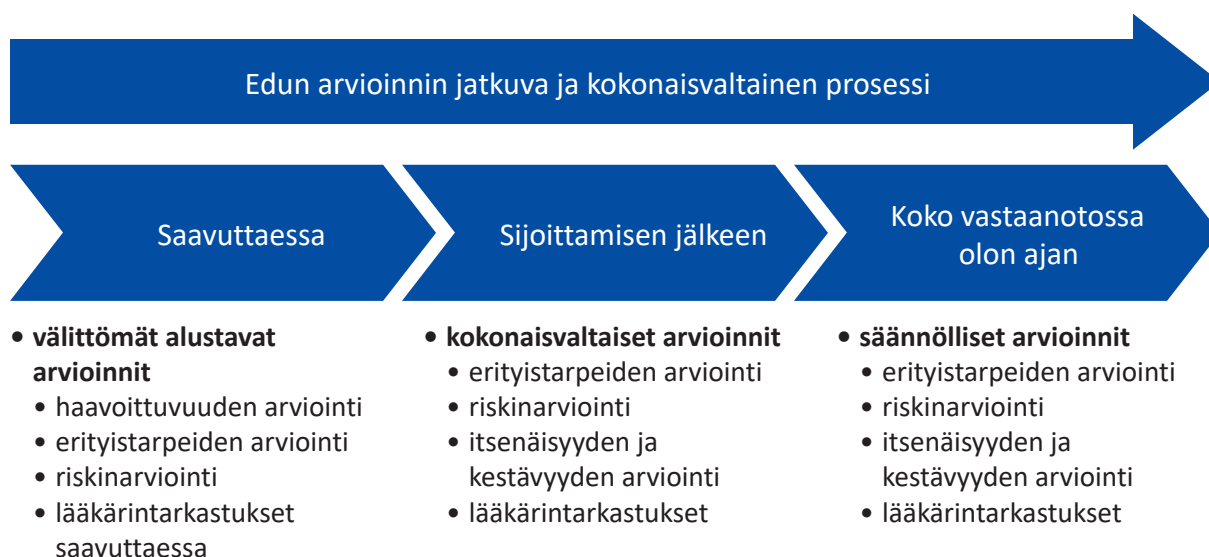 Edun arvioinnin jatkuva ja kokonaisvaltainen prosessi
Saavuttaessa
Sijoittamisen jälkeen
Koko vastaanotossa
olon ajan
• välittömät alustavat
arvioinnit
• haavoittuvuuden arviointi
• erityistarpeiden arviointi
• riskinarviointi
• lääkärintarkastukset
saavuttaessa
• kokonaisvaltaiset arvioinnit
• erityistarpeiden arviointi
• riskinarviointi
• itsenäisyyden ja
kestävyyden arviointi
• lääkärintarkastukset
• säännölliset arvioinnit
• erityistarpeiden arviointi
• riskinarviointi
• itsenäisyyden ja
kestävyyden arviointi
• lääkärintarkastukset